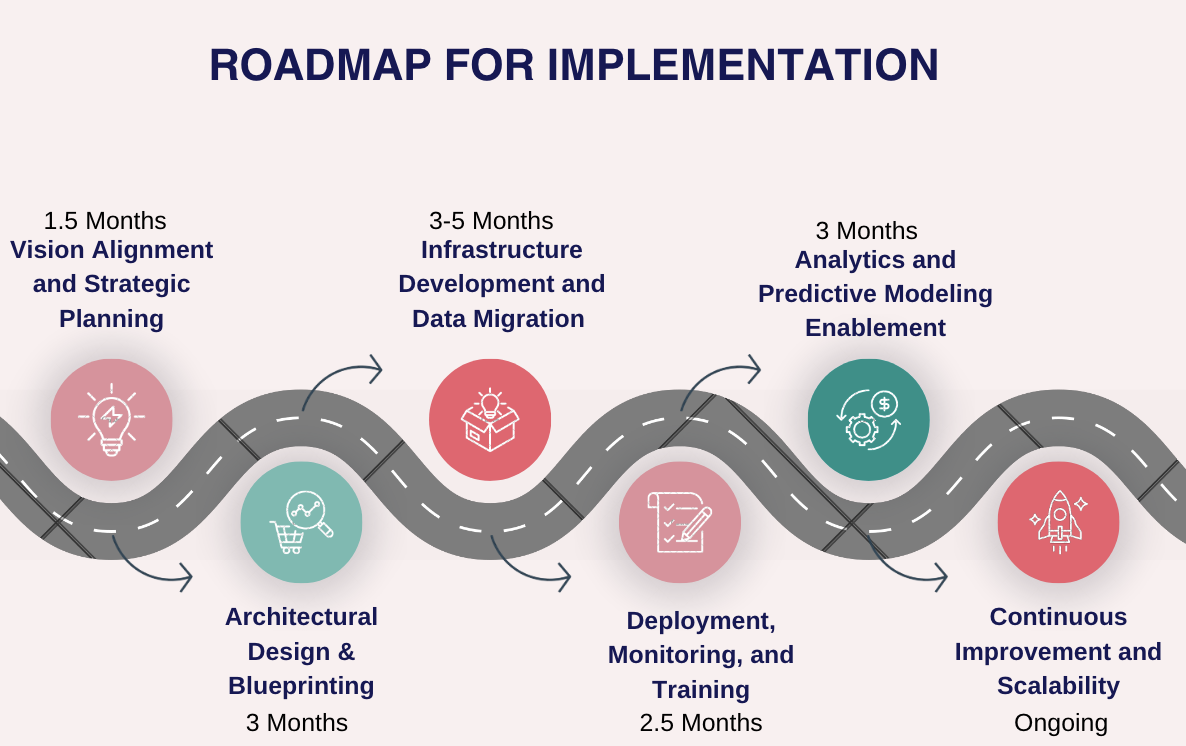 ROADMAP FOR IMPLEMENTATION
1.5 Months
Vision Alignment
and Strategic
Planning
Architectural
Design &
Blueprinting
3 Months
3-5 Months
Infrastructure
Development and
Data Migration
Deployment,
Monitoring, and
Training
2.5 Months
3 Months
Analytics and
Predictive Modeling
Enablement
$
Continuous
Improvement and
Scalability
Ongoing